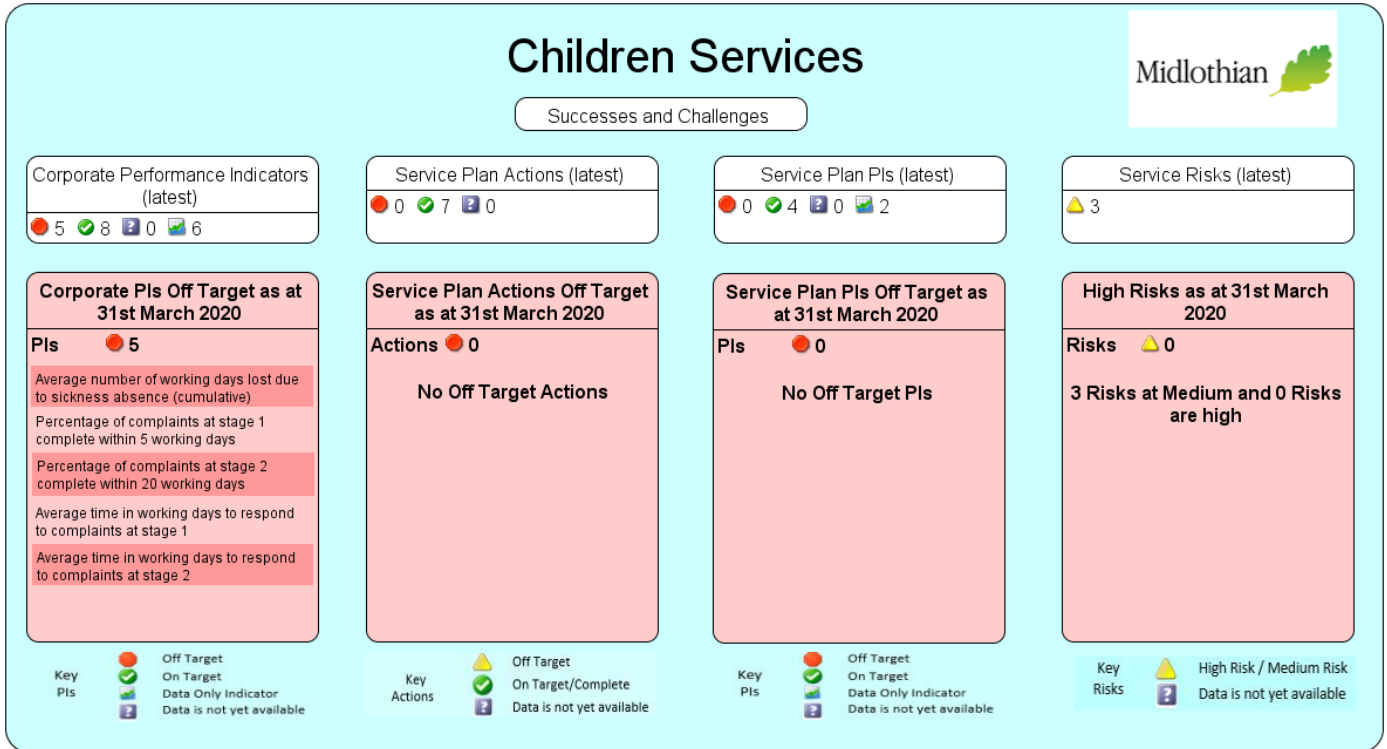 Children Services
Midlothian
Successes and Challenges
Corporate Performance Indicators
(latest)
5 8 0 6
Service Plan Actions (latest)
0 7 ? 0
Service Plan PIs (latest)
0 4 ? 0 2
Service Risks (latest)
3
Corporate PIs Off Target as at
31st March 2020
PIs 5
Average number of working days lost due
to sickness absence (cumulative)
Percentage of complaints at stage 1
complete within 5 working days
Percentage of complaints at stage 2
complete within 20 working days
Average time in working days to respond
to complaints at stage 1
Average time in working days to respond
to complaints at stage 2
Service Plan Actions Off Target
as at 31st March 2020
Actions 0
No Off Target Actions
Service Plan PIs Off Target as
at 31st March 2020
PIs 0
No Off Target PIs
High Risks as at 31st March
2020
Risks 0
3 Risks at Medium and 0 Risks
are high
Key
PIs
Off Target
On Target
Data Only Indicator
? Data is not yet available
Key
Actions
Off Target
On Target/Complete
? Data is not yet available
Key
PIs
Off Target
On Target
Data Only Indicator
? Data is not yet available
Key
Risks
High Risk / Medium Risk
? Data is not yet available